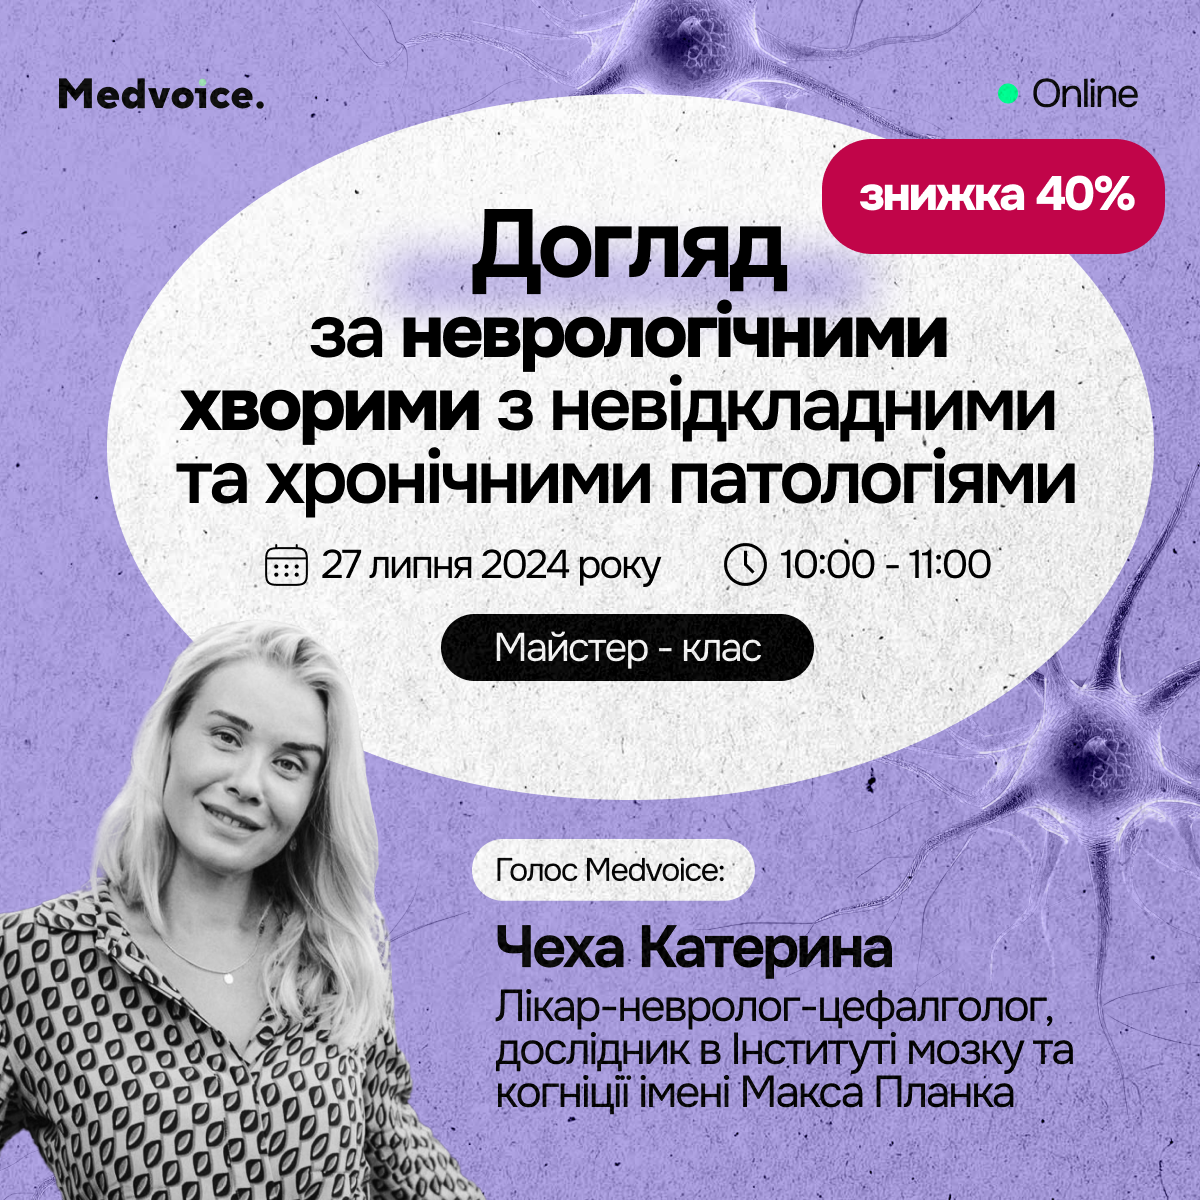 Medvoice.
Online
знижка 40%
Догляд
за неврологічними
хворими з невідкладними
та хронічними патологіями
27 липня 2024 року
10:00 - 11:00
Майстер - клас
Голос Medvoice:
Чеха Катерина
Лікар-невролог-цефалголог,
дослідник в Інституті мозку та
когніції імені Макса Планка